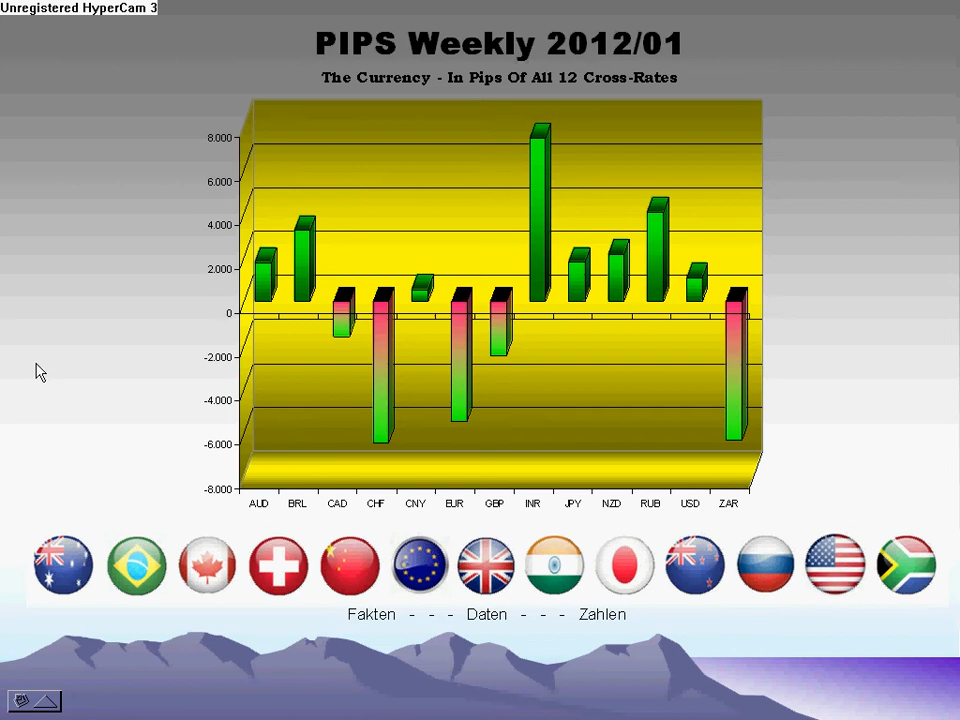 Unregistered HyperCam 3
PIPS Weekly 2012/01
The Currency - In Pips Of All 12 Cross-Rates
8.000
6.000
4.000
2.000
0
-2.000
-4.000
-6.000
-8.000
AUD BRL CAD CHF CNY EUR GBP INR JPY NZD RUB USD ZAR
Fakten - - - Daten - - - Zahlen